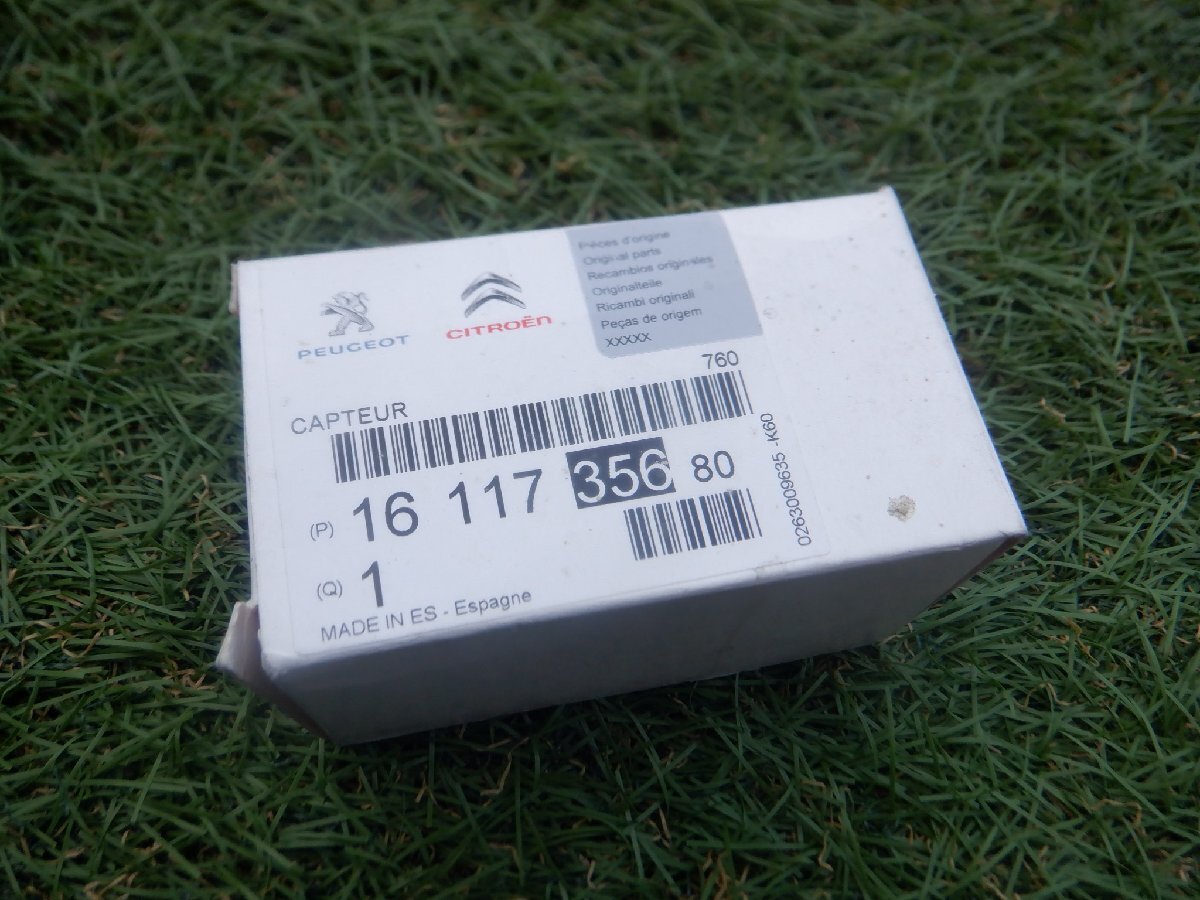 PEUGEOT
CITROËN
Pièces d'origine
Original parts
Recambios originales
Originalteile
Ricambi originali
Peças de origem
XXXXX
760
CAPTEUR
(P) 16 117 356 80
(Q) 1
MADE IN ES - Espagne
0263009635 -K60